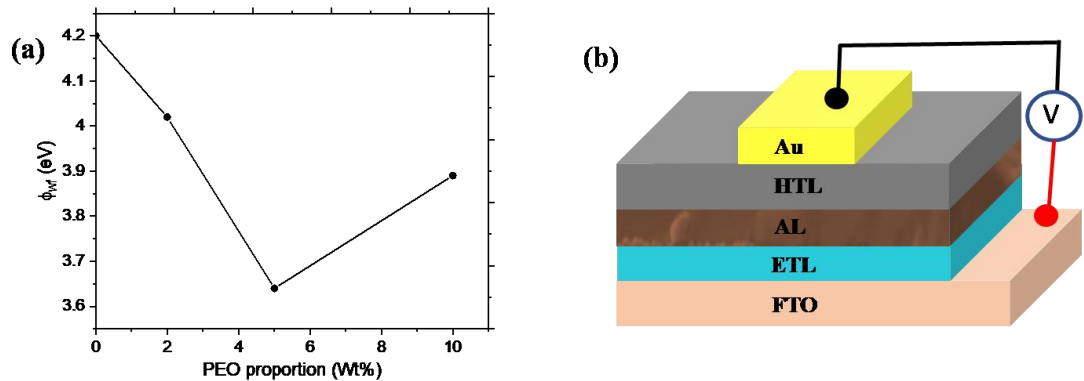 (a)
4.2
4.1
4
3.9
3.8
3.7
3.6
ϕWf (eV)
0
2
4
6
8
10
PEO proportion (Wt%)
(b)
V
Au
HTL
AL
ETL
FTO